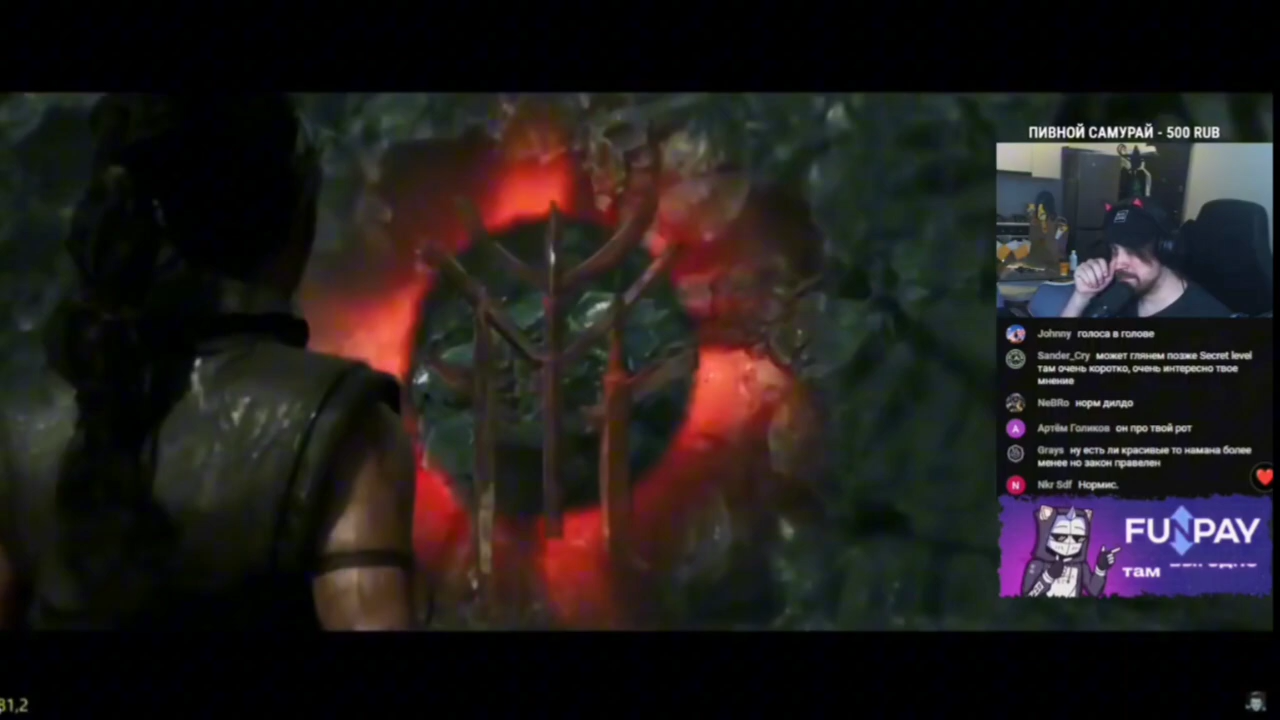 ПИВНОЙ САМУРАЙ - 500 RUB
Johnny голоса в голове
Sander_Cry может глянем позже Secret level
там очень коротко, очень интересно твое
мнение
NeBRo норм дилдо
А Артём Голиков он про твой рот
Grays ну есть ли красивые то намана более
менее но закон правелен
N Nkr Sdf Нормис.
FUNPAY
там
31,2